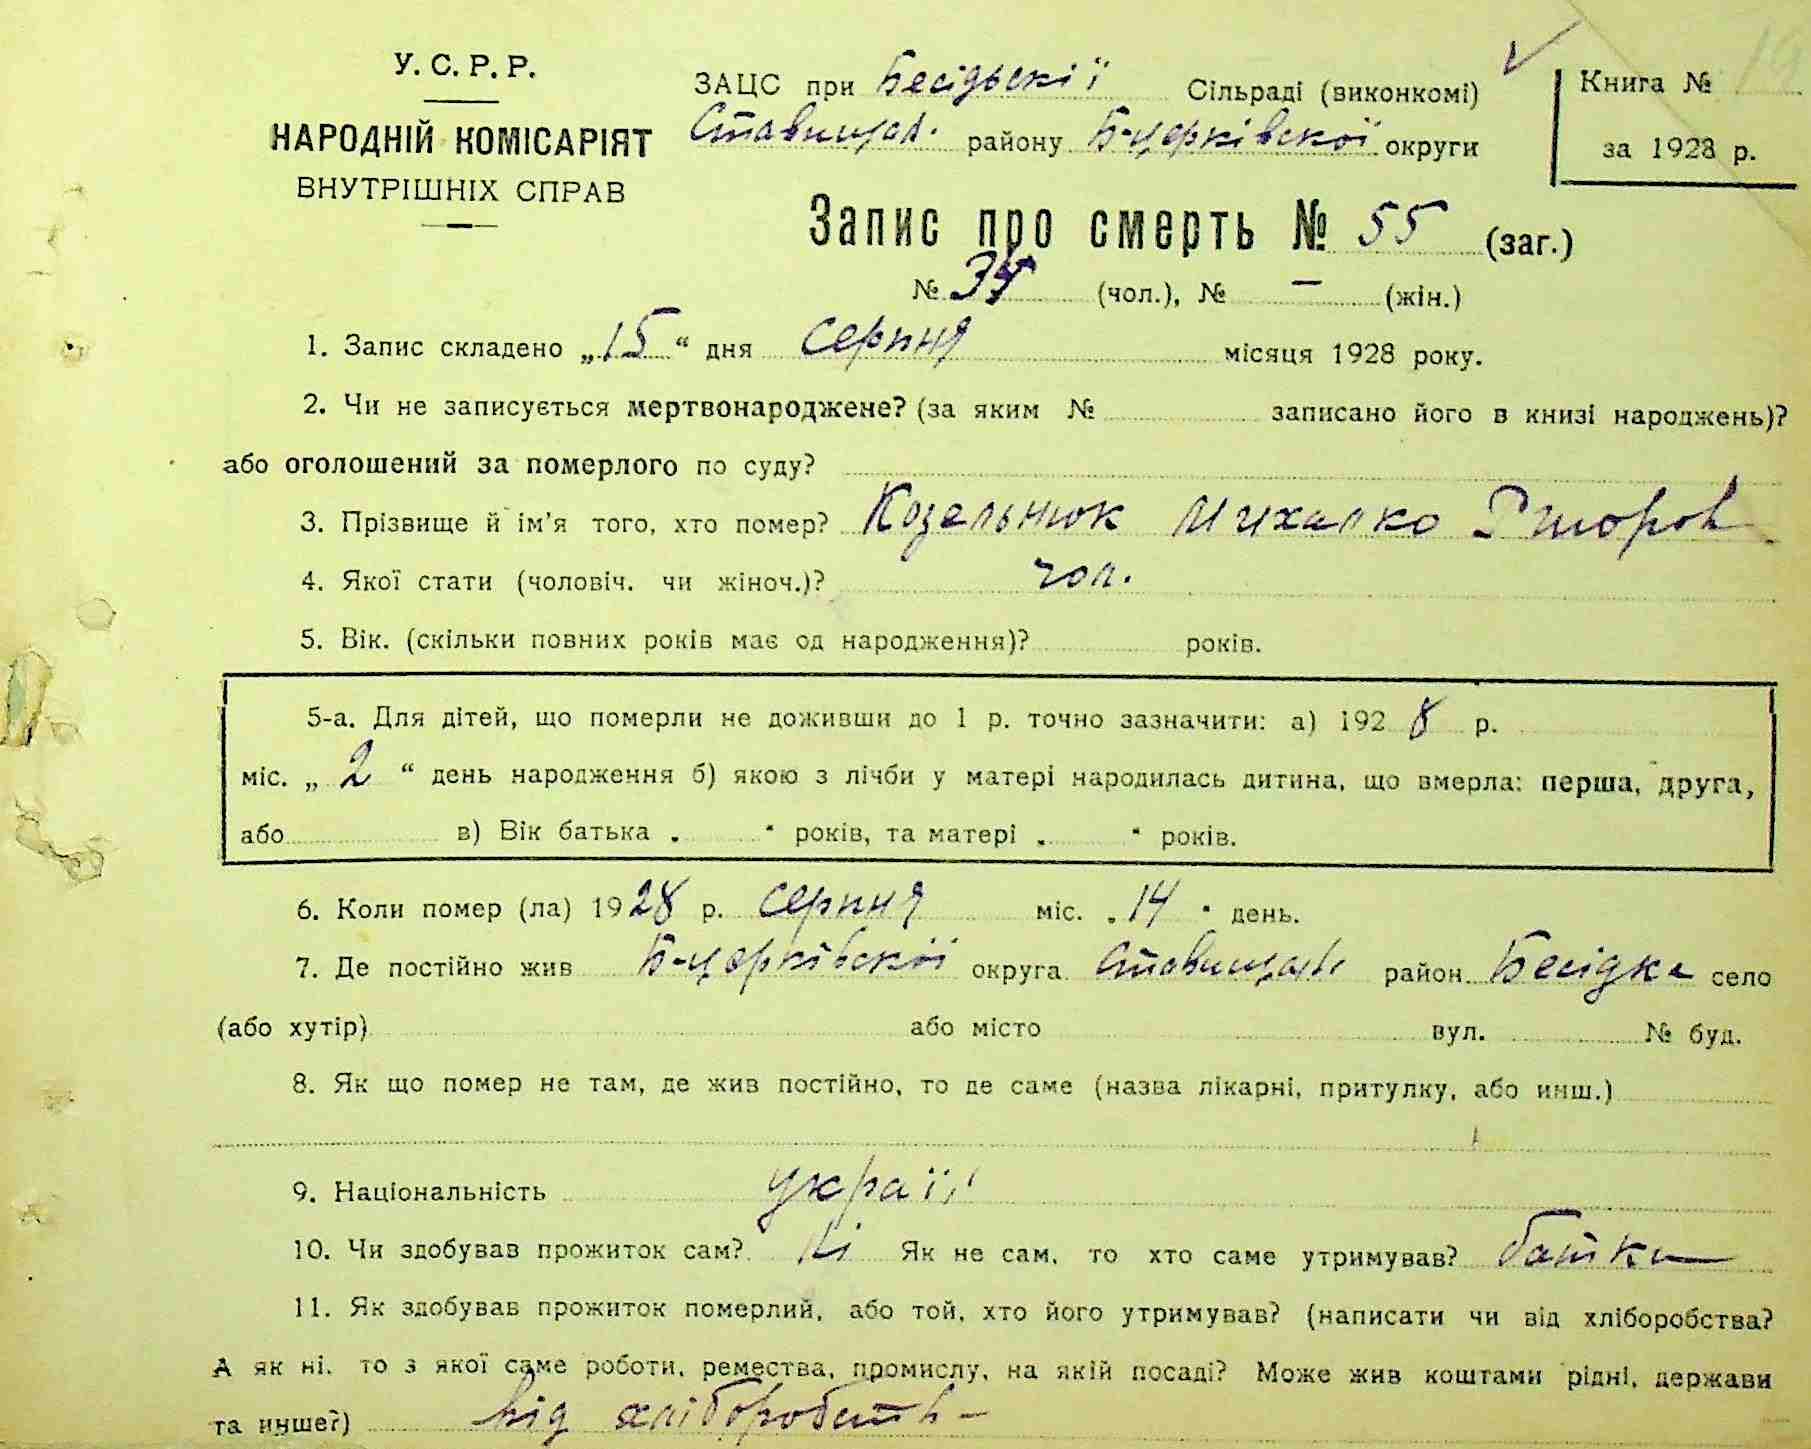 У. С. Р. Р.
НАРОДНІЙ КОМІСАРІЯТ
ВНУТРІШНІХ СПРАВ
ЗАЦС при Бесідьскії Сільраді (виконкомі)
Ставищан. району Б-церківскої округи
Книга № 19
за 1928 р.
Запис про смерть № 55 (заг.)
№ (чол.), № — (жін.)
1. Запис складено „15“ дня серпня місяця 1928 року.
2. Чи не записується мертвонароджене? (за яким № записано його в книзі народжень)?
або оголошений за померлого по суду?
3. Прізвище й ім'я того, хто помер? Козельнюк Михалко
4. Якої стати (чоловіч. чи жіноч.)? чол.
5. Вік. (скільки повних років має од народження)? років.
5-а. Для дітей, що померли не доживши до 1 р. точно зазначити: а) 1928 р.
міс. „2“ день народження б) якою з лічби у матері народилась дитина, що вмерла: перша, друга,
або в) Вік батька „ “ років, та матері „ “ років.
6. Коли помер (ла) 1928 р. серпня міс. „14“ день.
7. Де постійно жив Б-церківскої округа Ставищан район Бесідка село
(або хутір) або місто вул. № буд.
8. Як що помер не там, де жив постійно, то де саме (назва лікарні, притулку, або инш.)
9. Національність украї
10. Чи здобував прожиток сам? Ні Як не сам, то хто саме утримував? батки
11. Як здобував прожиток померлий, або той, хто його утримував? (написати чи від хліборобства?
А як ні, то з якої саме роботи, ремества, промислу, на якій посаді? Може жив коштами рідні, держави
та инше?) від хліборобств-